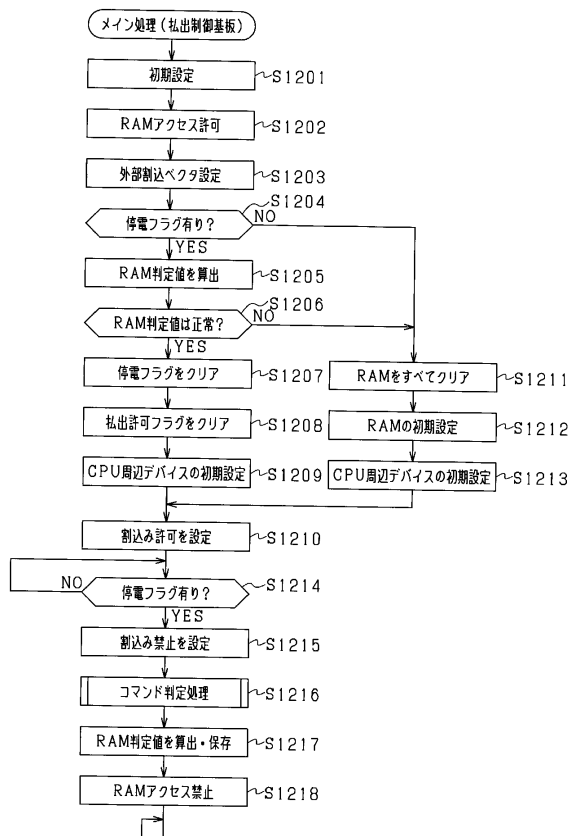 メイン処理(払出制御基板)
初期設定
S1201
RAMアクセス許可
S1202
外部割込ベクタ設定
S1203
S1204
停電フラグ有り?
NO
YES
RAM判定値を算出
S1205
S1206
RAM判定値は正常?
NO
YES
停電フラグをクリア
S1207
RAMをすべてクリア
S1211
払出許可フラグをクリア
S1208
RAMの初期設定
S1212
CPU周辺デバイスの初期設定
S1209
CPU周辺デバイスの初期設定
S1213
割込み許可を設定
S1210
NO
停電フラグ有り?
S1214
YES
割込み禁止を設定
S1215
コマンド判定処理
S1216
RAM判定値を算出・保存
S1217
RAMアクセス禁止
S1218